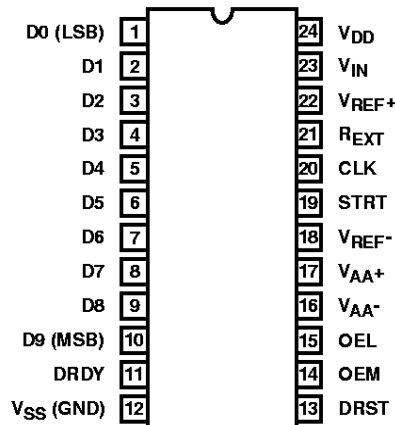 D0 (LSB) 1 24 VDD
D1 2 23 VIN
D2 3 22 VREF+
D3 4 21 REXT
D4 5 20 CLK
D5 6 19 STRT
D6 7 18 VREF-
D7 8 17 VAA+
D8 9 16 VAA-
D9 (MSB) 10 15 OEL
DRDY 11 14 OEM
VSS (GND) 12 13 DRST